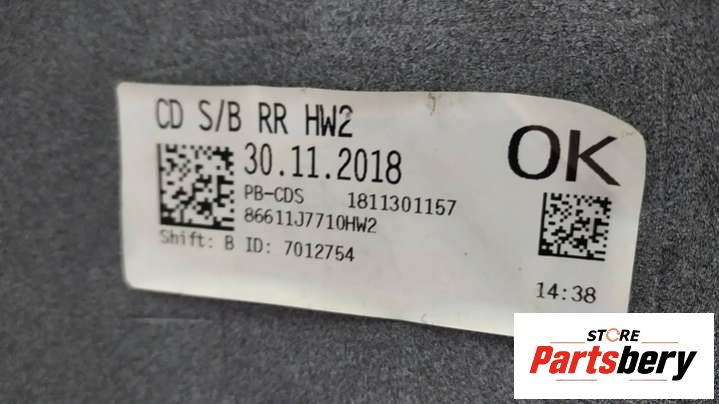 CD S/B RR HW2
30.11.2018
OK
PB-CDS 1811301157
86611J7710HW2
Shift: B ID: 7012754
14:38
STORE
Partsbery